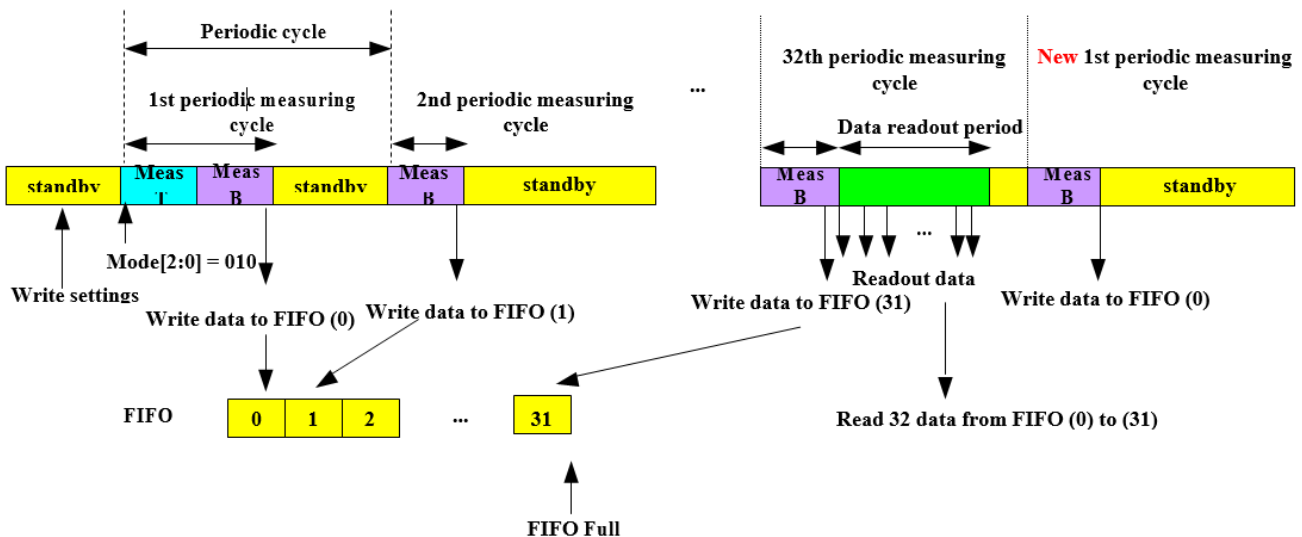 Periodic cycle
32th periodic measuring
cycle
New 1st periodic measuring
cycle
...
1st periodic measuring
cycle
2nd periodic measuring
cycle
Data readout period
standby
Meas
T
Meas
B
standby
Meas
B
standby
Meas
B
Meas
B
standby
...
Mode[2:0] = 010
Write settings
Readout data
Write data to FIFO (0)
Write data to FIFO (1)
Write data to FIFO (31)
Write data to FIFO (0)
FIFO
0
1
2
...
31
Read 32 data from FIFO (0) to (31)
FIFO Full